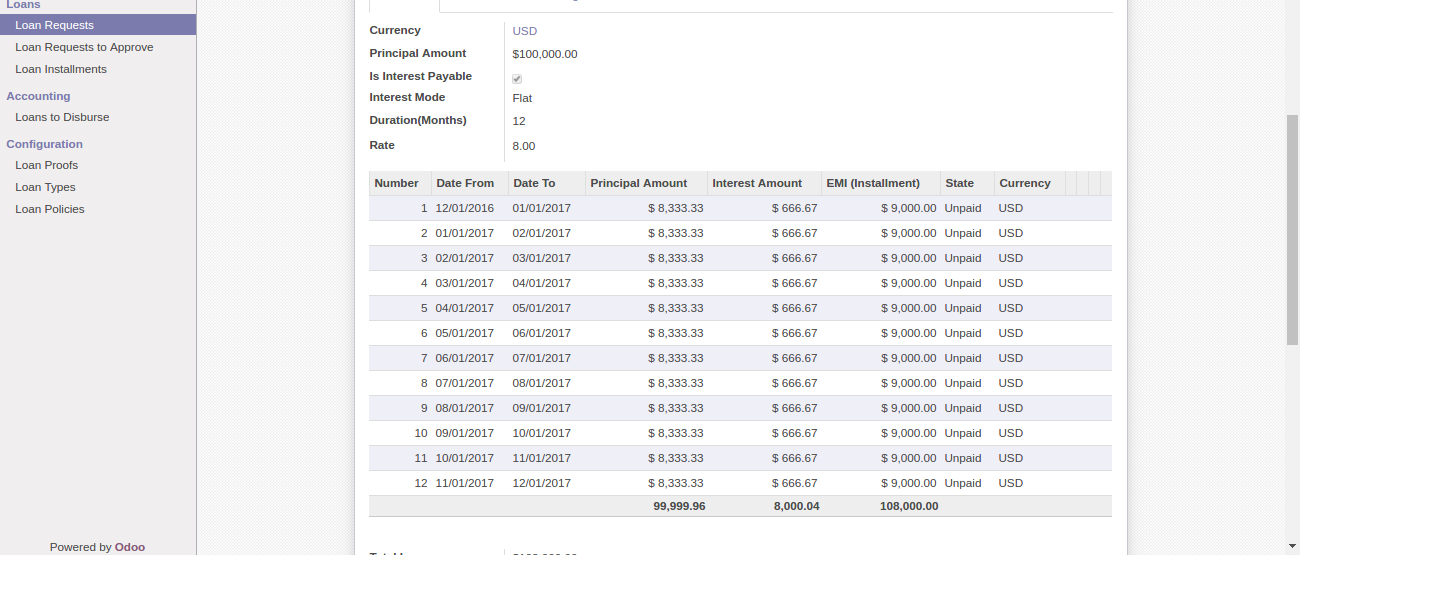 Loans
Loan Requests
Loan Requests to Approve
Loan Installments
Accounting
Loans to Disburse
Configuration
Loan Proofs
Loan Types
Loan Policies
Powered by Odoo
Currency USD
Principal Amount $100,000.00
Is Interest Payable
Interest Mode Flat
Duration(Months) 12
Rate 8.00
Number Date From Date To Principal Amount Interest Amount EMI (Installment) State Currency
1 12/01/2016 01/01/2017 $ 8,333.33 $ 666.67 $ 9,000.00 Unpaid USD
2 01/01/2017 02/01/2017 $ 8,333.33 $ 666.67 $ 9,000.00 Unpaid USD
3 02/01/2017 03/01/2017 $ 8,333.33 $ 666.67 $ 9,000.00 Unpaid USD
4 03/01/2017 04/01/2017 $ 8,333.33 $ 666.67 $ 9,000.00 Unpaid USD
5 04/01/2017 05/01/2017 $ 8,333.33 $ 666.67 $ 9,000.00 Unpaid USD
6 05/01/2017 06/01/2017 $ 8,333.33 $ 666.67 $ 9,000.00 Unpaid USD
7 06/01/2017 07/01/2017 $ 8,333.33 $ 666.67 $ 9,000.00 Unpaid USD
8 07/01/2017 08/01/2017 $ 8,333.33 $ 666.67 $ 9,000.00 Unpaid USD
9 08/01/2017 09/01/2017 $ 8,333.33 $ 666.67 $ 9,000.00 Unpaid USD
10 09/01/2017 10/01/2017 $ 8,333.33 $ 666.67 $ 9,000.00 Unpaid USD
11 10/01/2017 11/01/2017 $ 8,333.33 $ 666.67 $ 9,000.00 Unpaid USD
12 11/01/2017 12/01/2017 $ 8,333.33 $ 666.67 $ 9,000.00 Unpaid USD
99,999.96 8,000.04 108,000.00